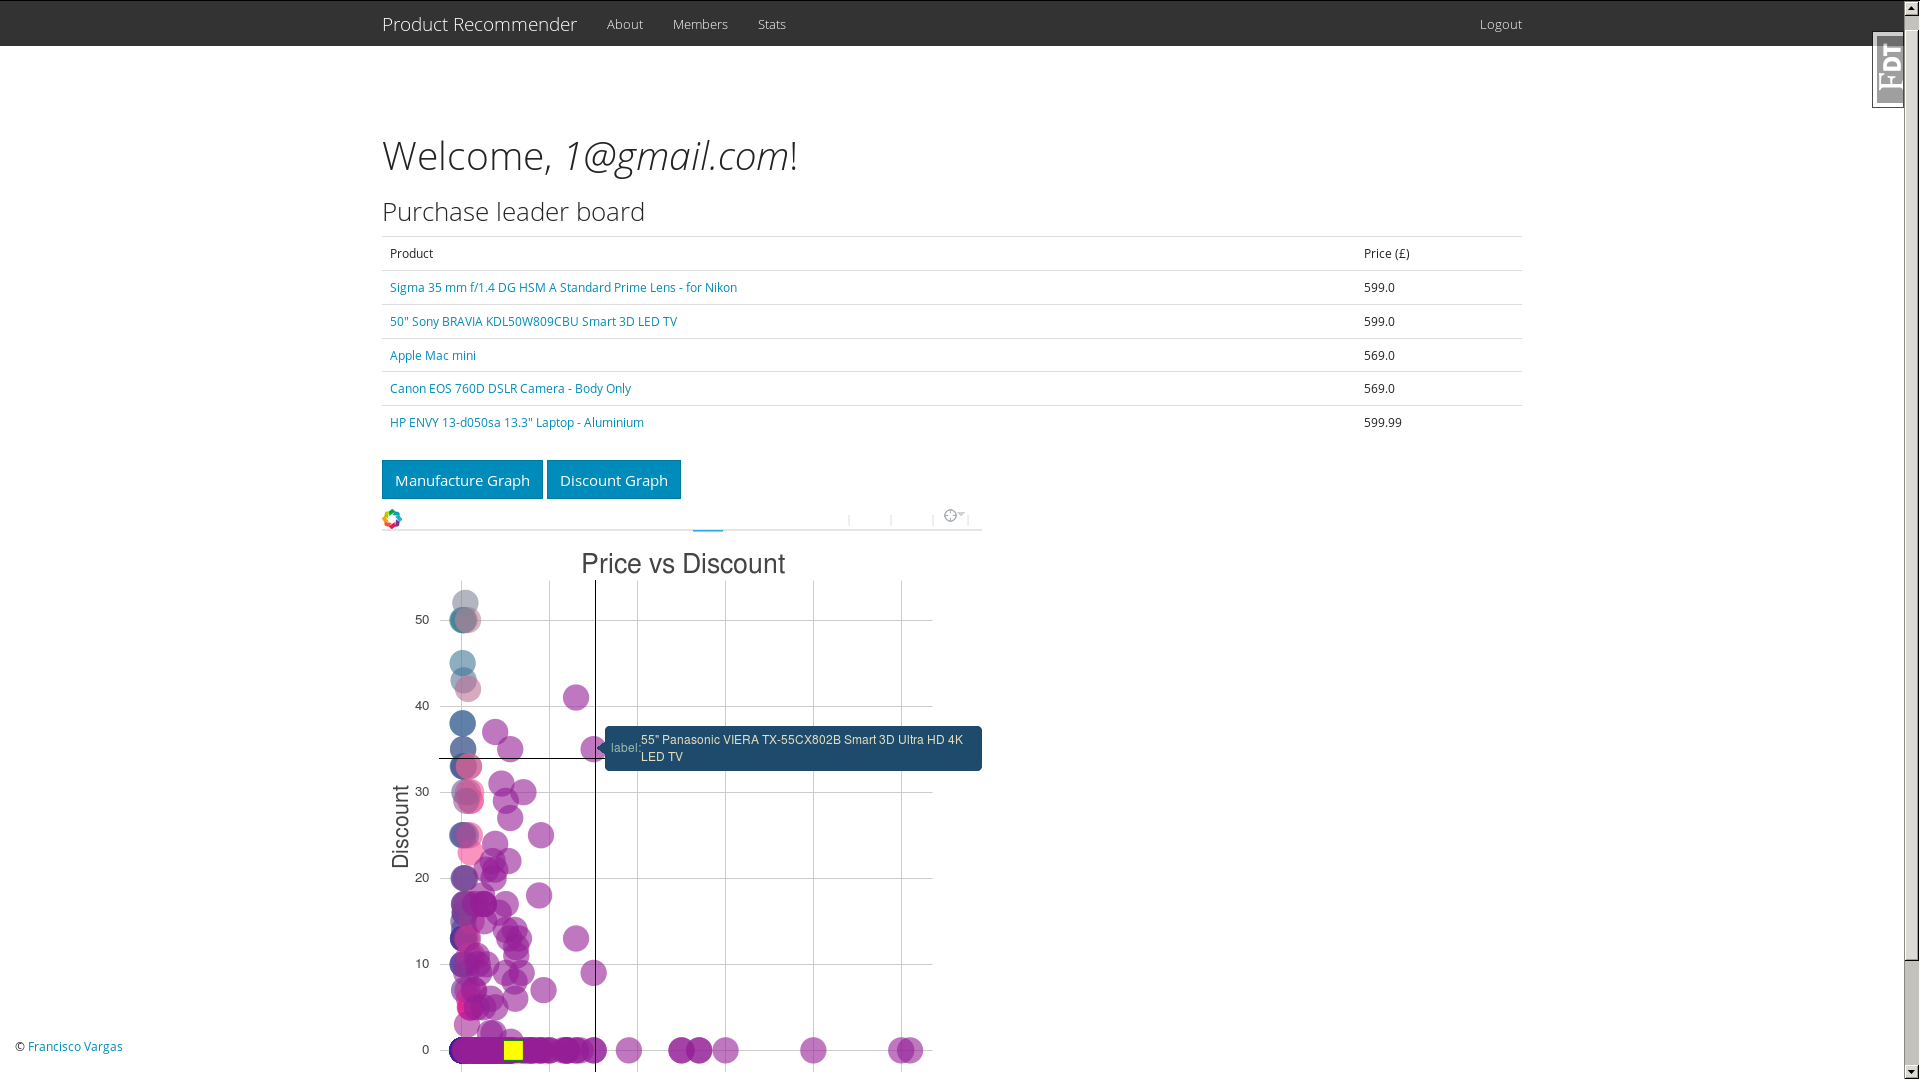 Product Recommender About Members Stats Logout
FDT
Welcome, 1@gmail.com!
Purchase leader board
Product Price (£)
Sigma 35 mm f/1.4 DG HSM A Standard Prime Lens - for Nikon 599.0
50" Sony BRAVIA KDL50W809CBU Smart 3D LED TV 599.0
Apple Mac mini 569.0
Canon EOS 760D DSLR Camera - Body Only 569.0
HP ENVY 13-d050sa 13.3" Laptop - Aluminium 599.99
Manufacture Graph Discount Graph
Price vs Discount
50
40
label: 55" Panasonic VIERA TX-55CX802B Smart 3D Ultra HD 4K
LED TV
30
Discount
20
10
0
© Francisco Vargas